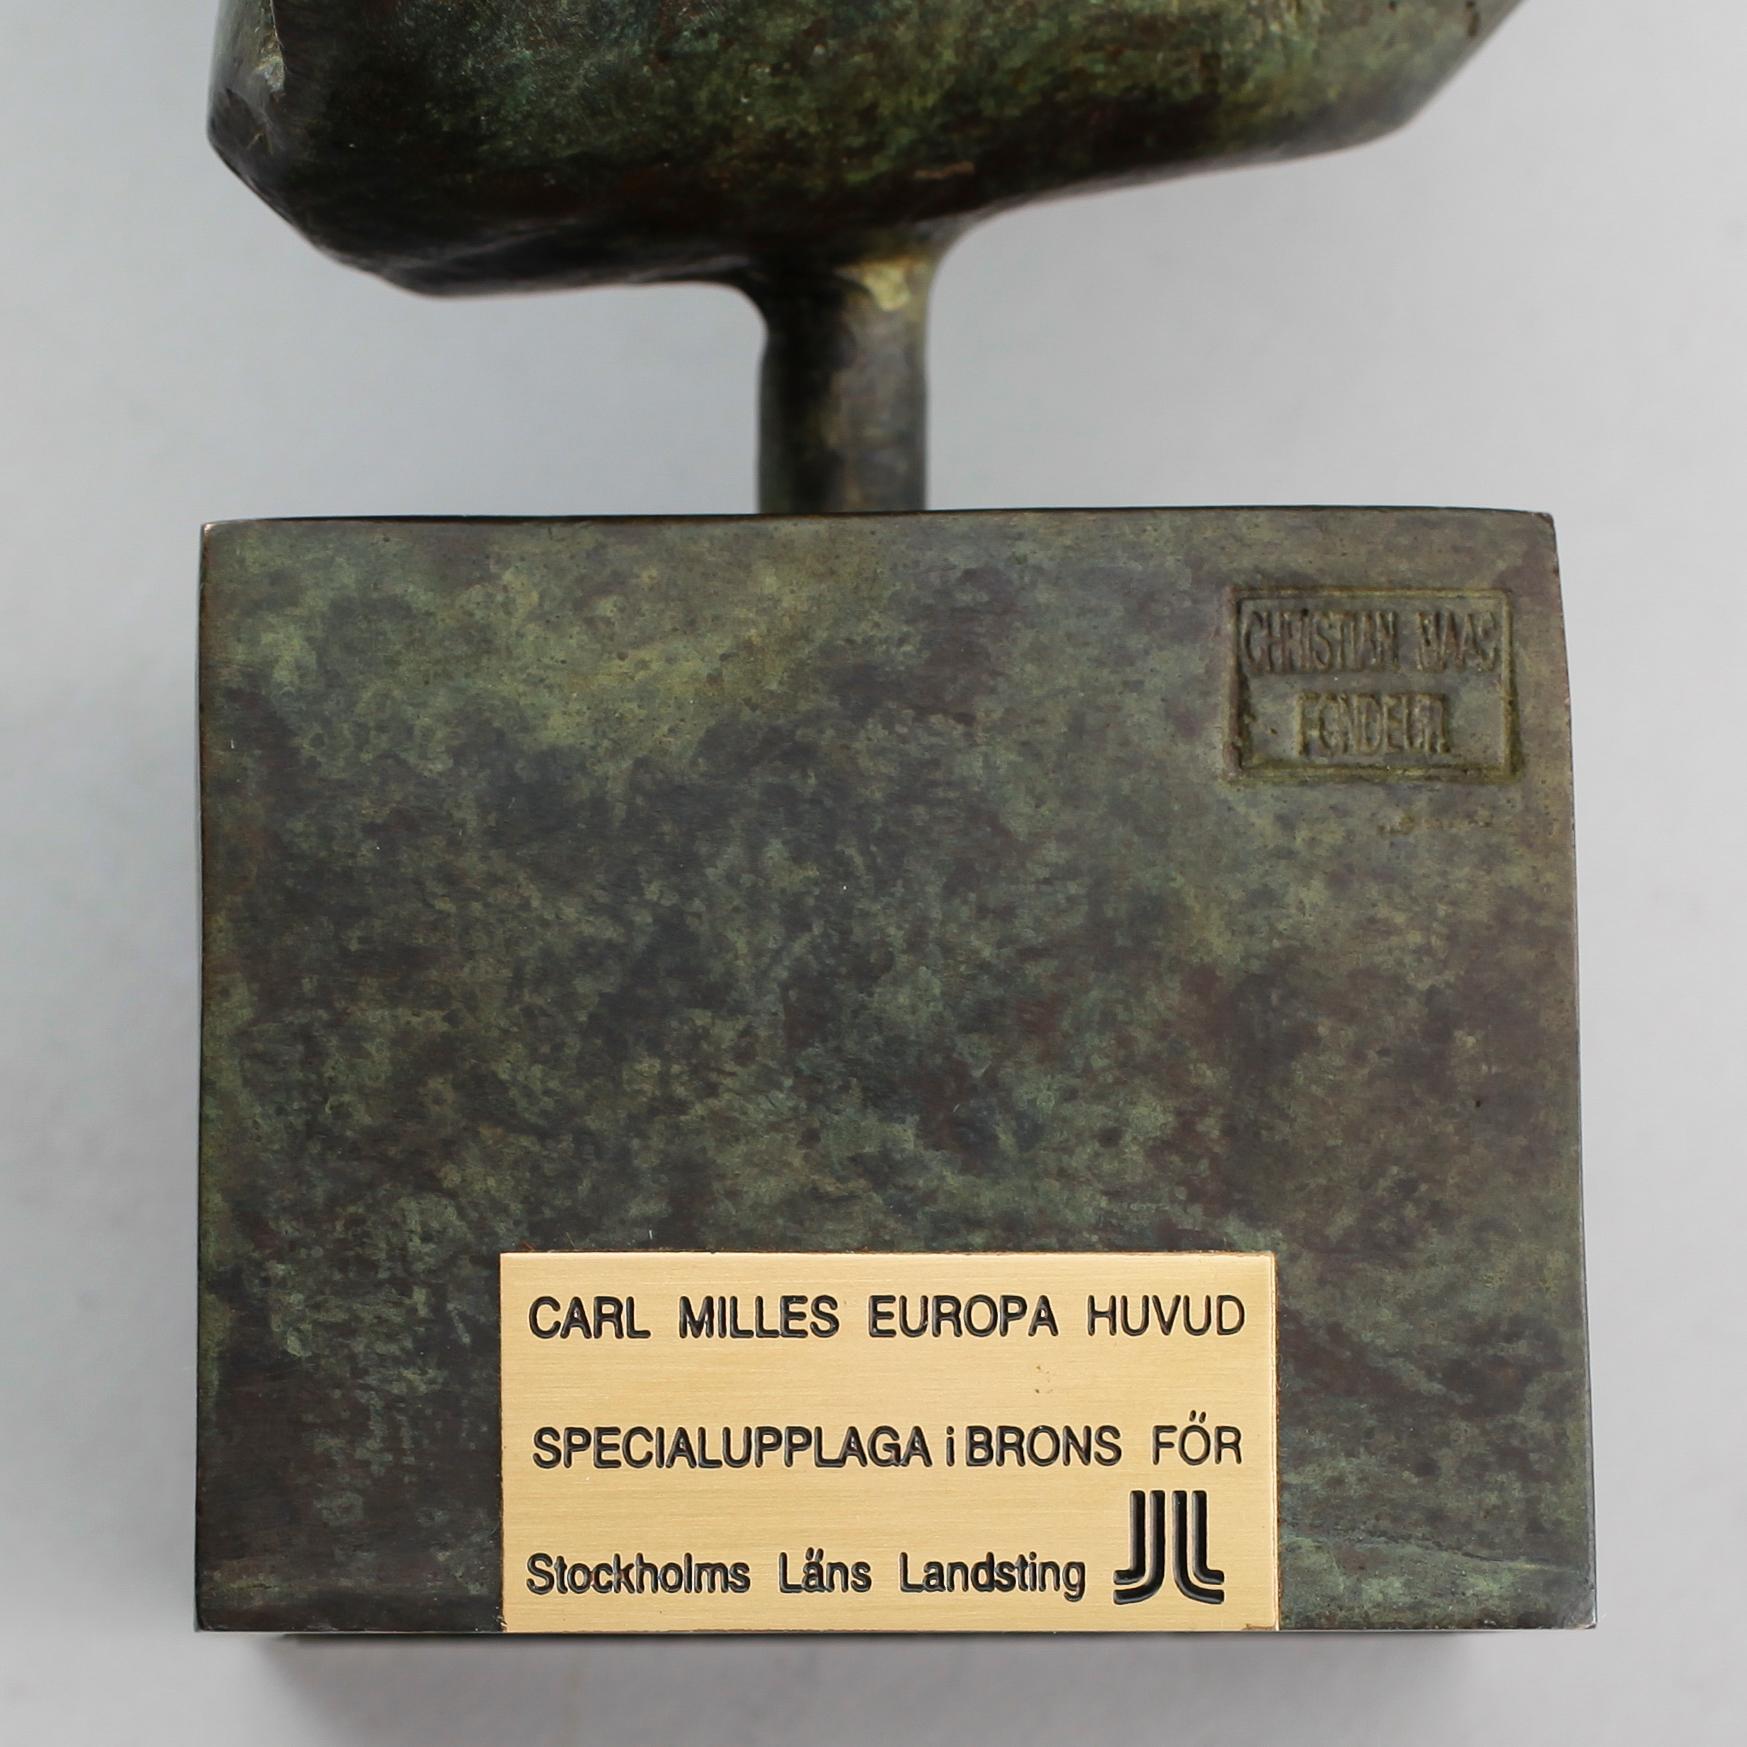 CHRISTIAN MAAS
FONDEUR
CARL MILLES EUROPA HUVUD
SPECIALUPPLAGA i BRONS FÖR
Stockholms Läns Landsting